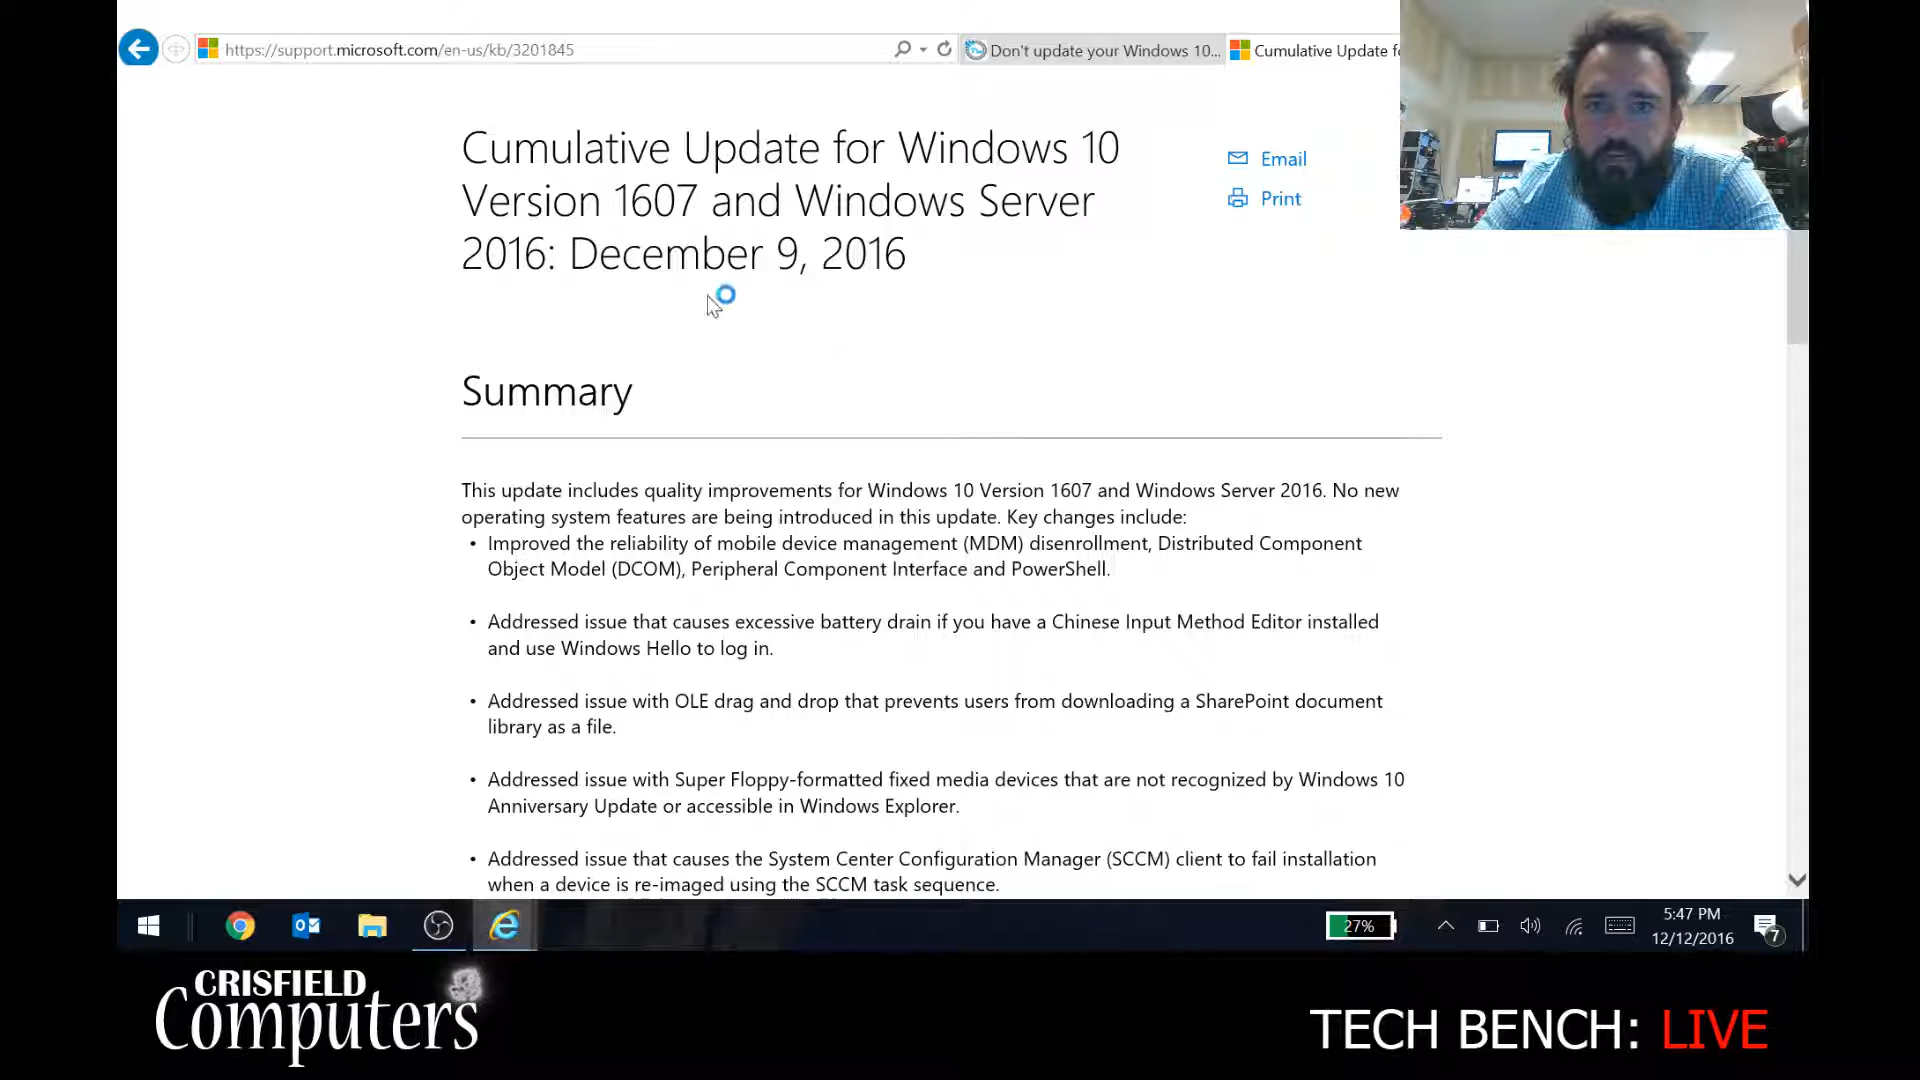 https://support.microsoft.com/en-us/kb/3201845
Don't update your Windows 10...
Cumulative Update fo
Cumulative Update for Windows 10
Version 1607 and Windows Server
2016: December 9, 2016
Email
Print
Summary
This update includes quality improvements for Windows 10 Version 1607 and Windows Server 2016. No new
operating system features are being introduced in this update. Key changes include:
• Improved the reliability of mobile device management (MDM) disenrollment, Distributed Component
Object Model (DCOM), Peripheral Component Interface and PowerShell.
• Addressed issue that causes excessive battery drain if you have a Chinese Input Method Editor installed
and use Windows Hello to log in.
• Addressed issue with OLE drag and drop that prevents users from downloading a SharePoint document
library as a file.
• Addressed issue with Super Floppy-formatted fixed media devices that are not recognized by Windows 10
Anniversary Update or accessible in Windows Explorer.
• Addressed issue that causes the System Center Configuration Manager (SCCM) client to fail installation
when a device is re-imaged using the SCCM task sequence.
27%
5:47 PM
12/12/2016
7
CRISFIELD
Computers
TECH BENCH: LIVE